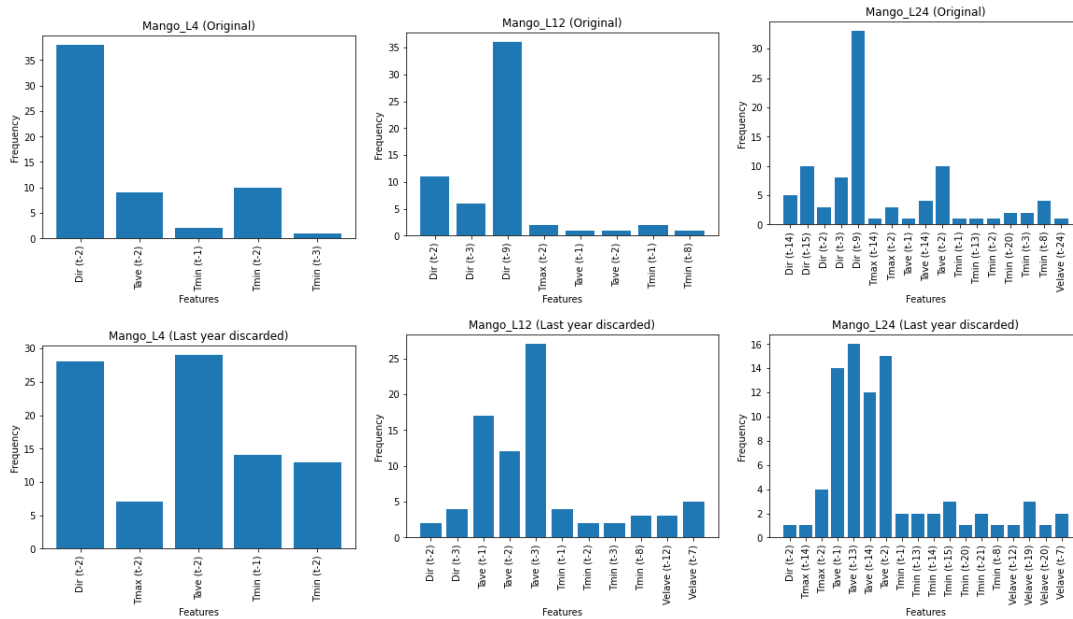 Mango_L4 (Original)
Frequency
35
30
25
20
15
10
5
0
Dir (t-2)
Tave (t-2)
Tmin (t-1)
Tmin (t-2)
Tmin (t-3)
Features
Mango_L12 (Original)
Frequency
35
30
25
20
15
10
5
0
Dir (t-2)
Dir (t-3)
Dir (t-9)
Tmax (t-2)
Tave (t-1)
Tave (t-2)
Tmin (t-1)
Tmin (t-8)
Features
Mango_L24 (Original)
Frequency
30
25
20
15
10
5
0
Dir (t-14)
Dir (t-15)
Dir (t-2)
Dir (t-3)
Dir (t-9)
Tmax (t-14)
Tmax (t-2)
Tave (t-1)
Tave (t-14)
Tave (t-2)
Tmin (t-1)
Tmin (t-13)
Tmin (t-2)
Tmin (t-20)
Tmin (t-3)
Tmin (t-8)
Velave (t-24)
Features
Mango_L4 (Last year discarded)
Frequency
30
25
20
15
10
5
0
Dir (t-2)
Tmax (t-2)
Tave (t-2)
Tmin (t-1)
Tmin (t-2)
Features
Mango_L12 (Last year discarded)
Frequency
25
20
15
10
5
0
Dir (t-2)
Dir (t-3)
Tave (t-1)
Tave (t-2)
Tave (t-3)
Tmin (t-1)
Tmin (t-2)
Tmin (t-3)
Tmin (t-8)
Velave (t-12)
Velave (t-7)
Features
Mango_L24 (Last year discarded)
Frequency
16
14
12
10
8
6
4
2
0
Dir (t-2)
Tmax (t-14)
Tmax (t-2)
Tave (t-1)
Tave (t-13)
Tave (t-14)
Tave (t-2)
Tmin (t-1)
Tmin (t-13)
Tmin (t-14)
Tmin (t-15)
Tmin (t-20)
Tmin (t-21)
Tmin (t-8)
Velave (t-12)
Velave (t-19)
Velave (t-20)
Velave (t-7)
Features